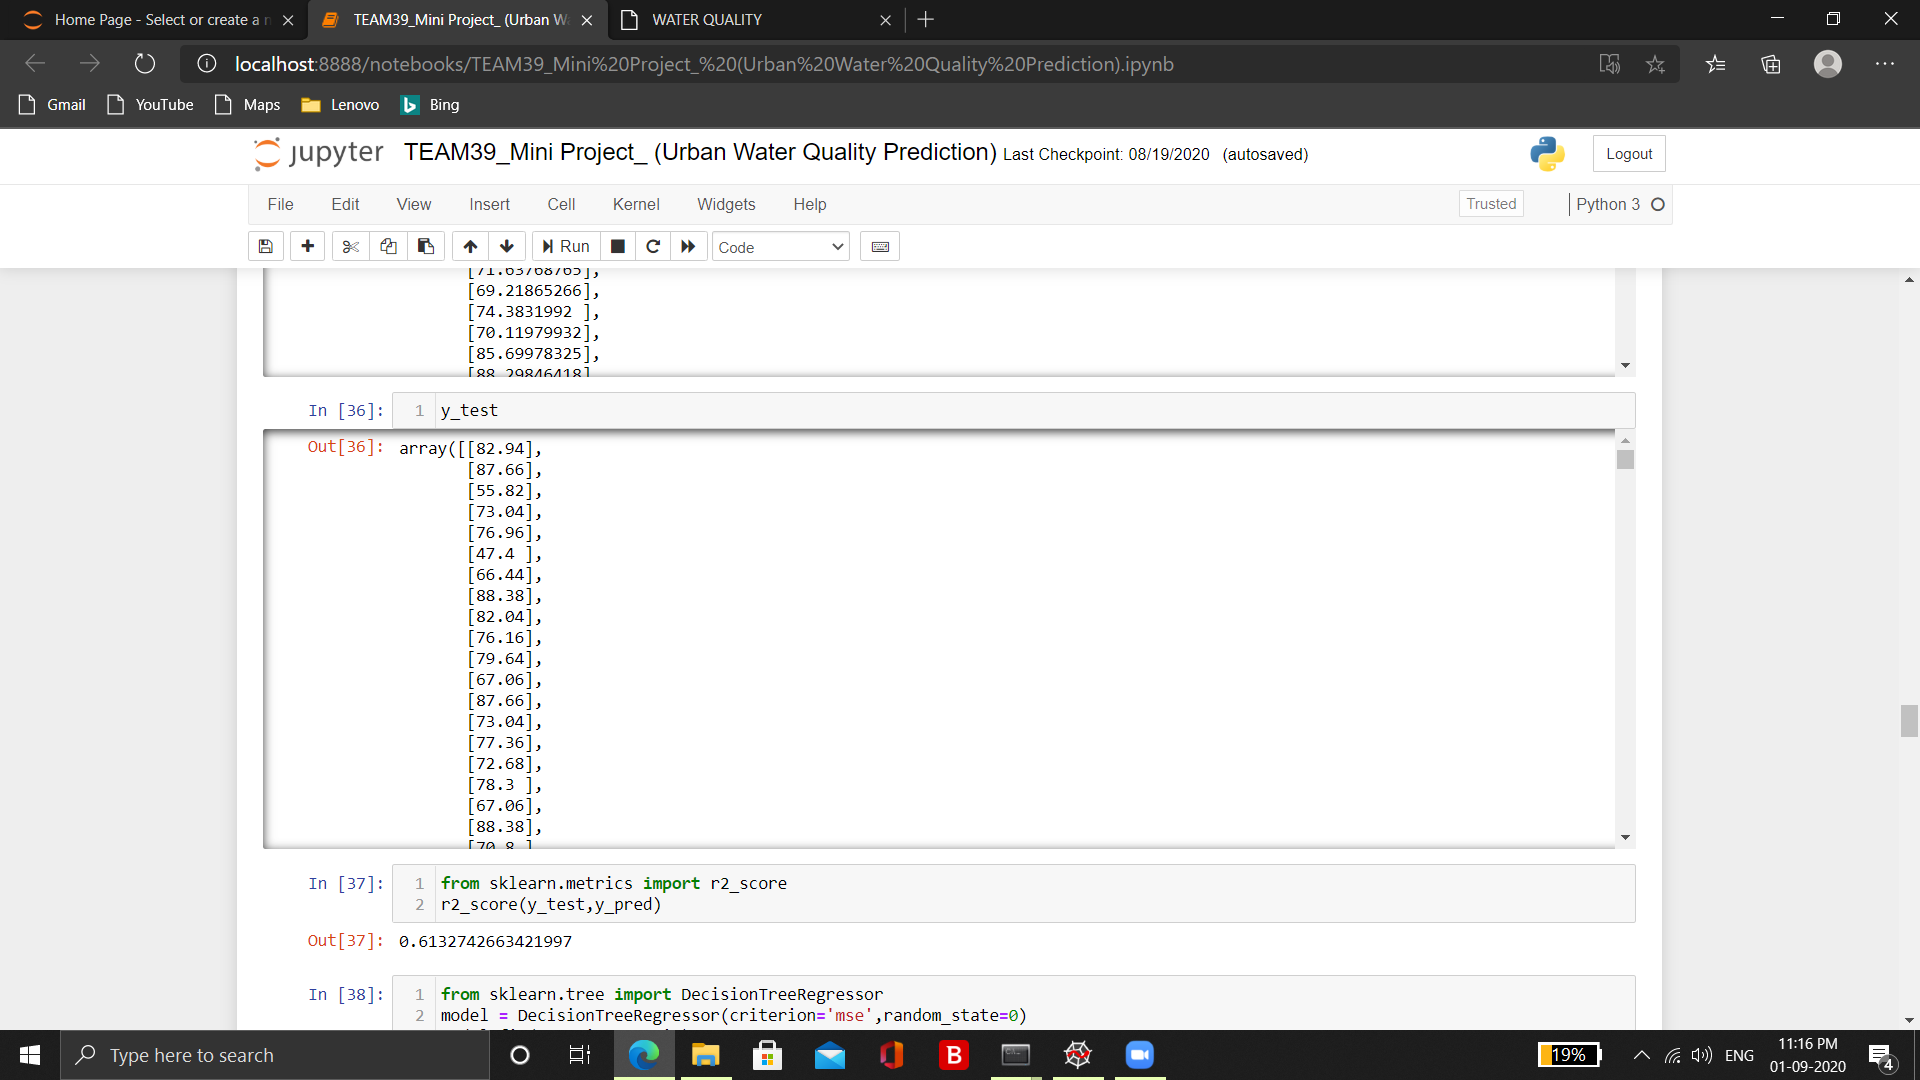 Home Page - Select or create a n
TEAM39_Mini Project_ (Urban W
WATER QUALITY
localhost:8888/notebooks/TEAM39_Mini%20Project_%20(Urban%20Water%20Quality%20Prediction).ipynb
Gmail YouTube Maps Lenovo Bing
jupyter TEAM39_Mini Project_ (Urban Water Quality Prediction) Last Checkpoint: 08/19/2020 (autosaved) Logout
File Edit View Insert Cell Kernel Widgets Help Trusted Python 3
Run Code
[71.63768765],
[69.21865266],
[74.3831992 ],
[70.11979932],
[85.69978325],
[88.29846418]
In [36]: 1 y_test
Out[36]: array([[82.94],
[87.66],
[55.82],
[73.04],
[76.96],
[47.4 ],
[66.44],
[88.38],
[82.04],
[76.16],
[79.64],
[67.06],
[87.66],
[73.04],
[77.36],
[72.68],
[78.3 ],
[67.06],
[88.38],
[70.8 ]
In [37]: 1 from sklearn.metrics import r2_score
2 r2_score(y_test,y_pred)
Out[37]: 0.6132742663421997
In [38]: 1 from sklearn.tree import DecisionTreeRegressor
2 model = DecisionTreeRegressor(criterion='mse',random_state=0)
Type here to search
B
19%
ENG
11:16 PM
01-09-2020
4